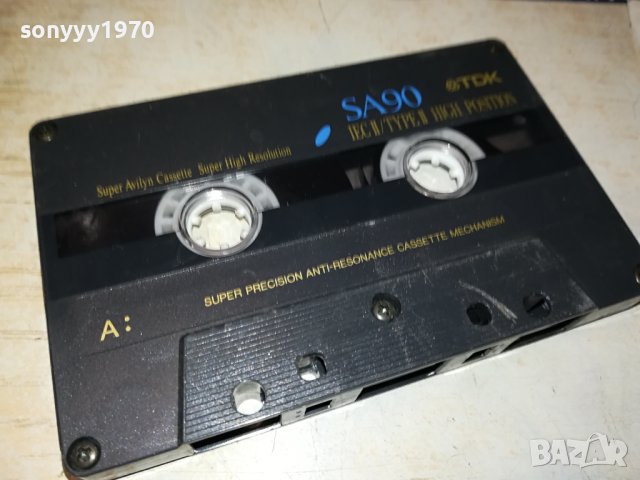 sonyyy1970
SA90
TDK
IEC II/TYPE II HIGH POSITION
Super Avilyn Cassette Super High Resolution
SUPER PRECISION ANTI-RESONANCE CASSETTE MECHANISM
A:
BAZAR
bazar.bg